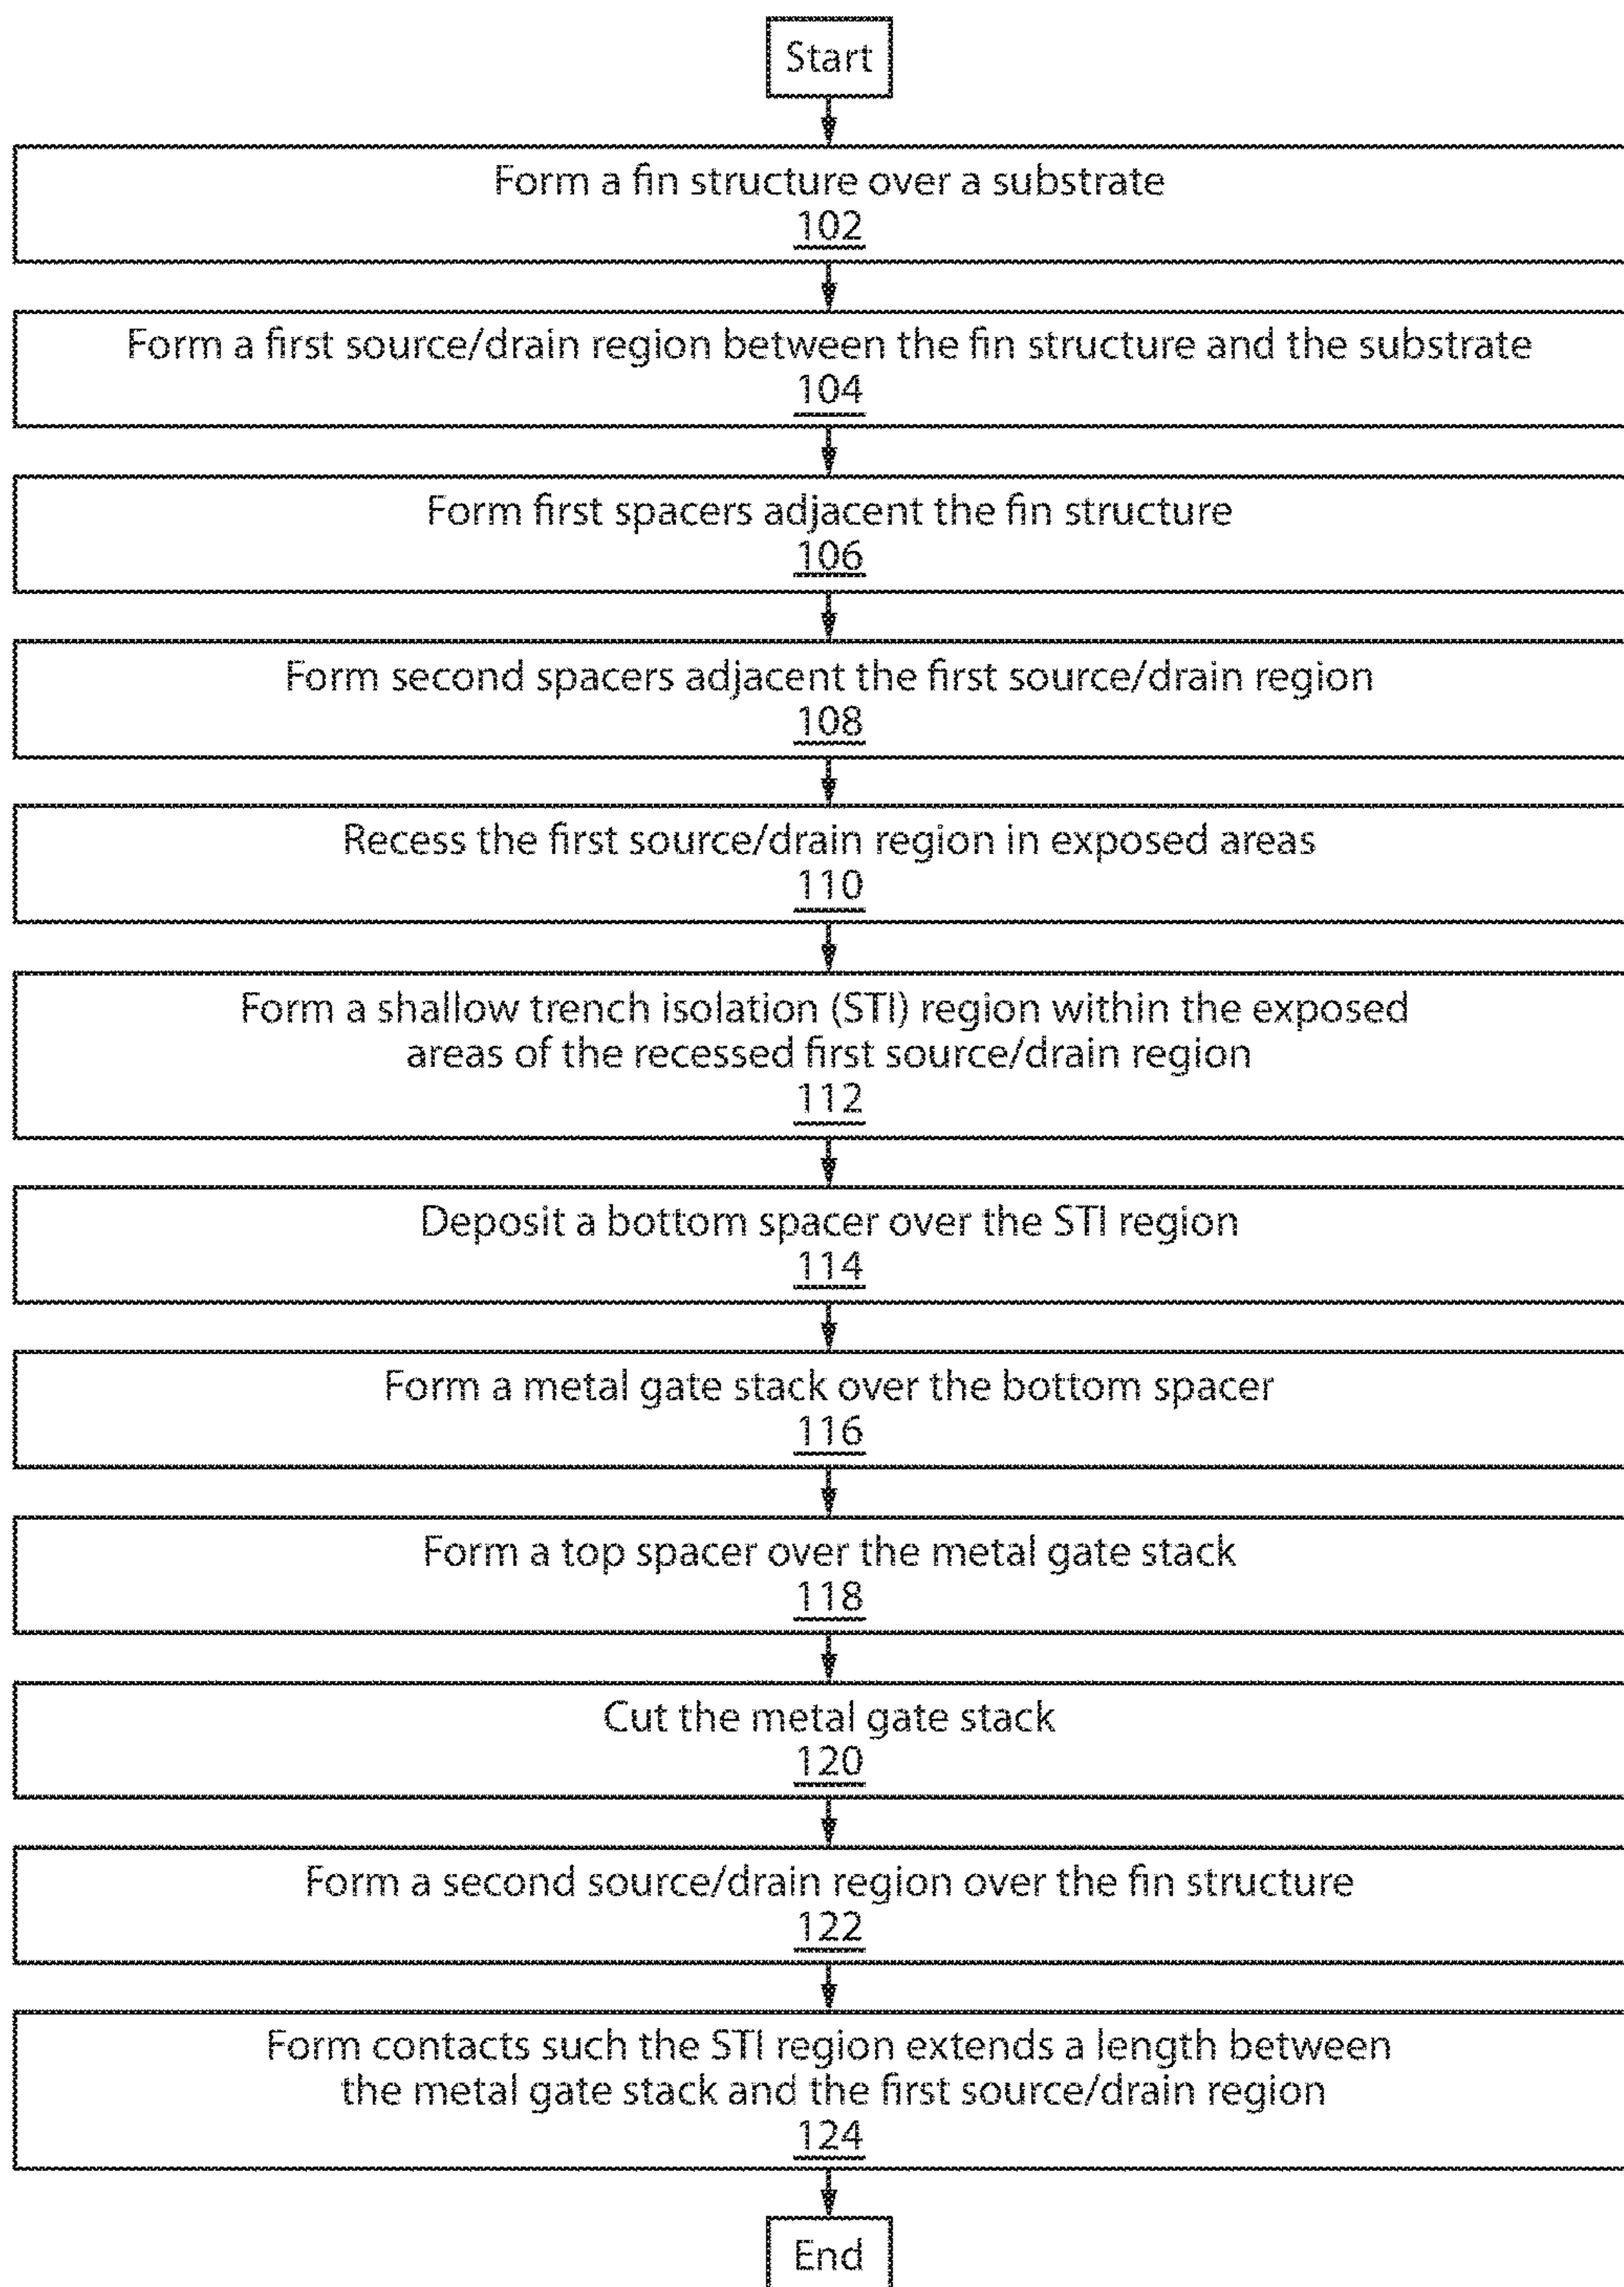 Start
Form a fin structure over a substrate
102
Form a first source/drain region between the fin structure and the substrate
104
Form first spacers adjacent the fin structure
106
Form second spacers adjacent the first source/drain region
108
Recess the first source/drain region in exposed areas
110
Form a shallow trench isolation (STI) region within the exposed
areas of the recessed first source/drain region
112
Deposit a bottom spacer over the STI region
114
Form a metal gate stack over the bottom spacer
116
Form a top spacer over the metal gate stack
118
Cut the metal gate stack
120
Form a second source/drain region over the fin structure
122
Form contacts such the STI region extends a length between
the metal gate stack and the first source/drain region
124
End